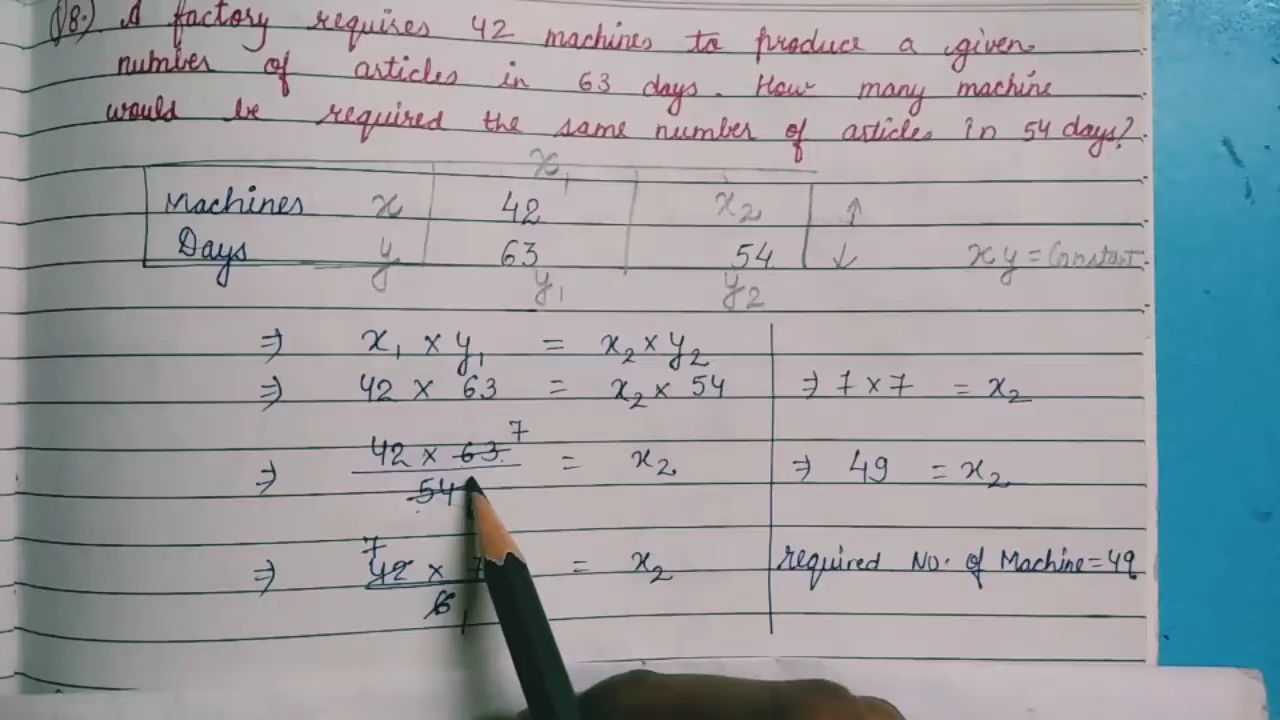 Q8.) A factory requires 42 machines to produce a given
number of articles in 63 days. How many machine
would be required the same number of articles in 54 days?
x₁
Machines x 42 x₂ ↑
Days y 63 54 ↓ xy = Constant
y₁ y₂
⇒ x₁ × y₁ = x₂ × y₂
⇒ 42 × 63 = x₂ × 54
⇒ 42 × 63 7 = x₂
54
⇒ 7 42 × 7 = x₂
6 1
⇒ 7 × 7 = x₂
⇒ 49 = x₂
required No. of Machine = 49